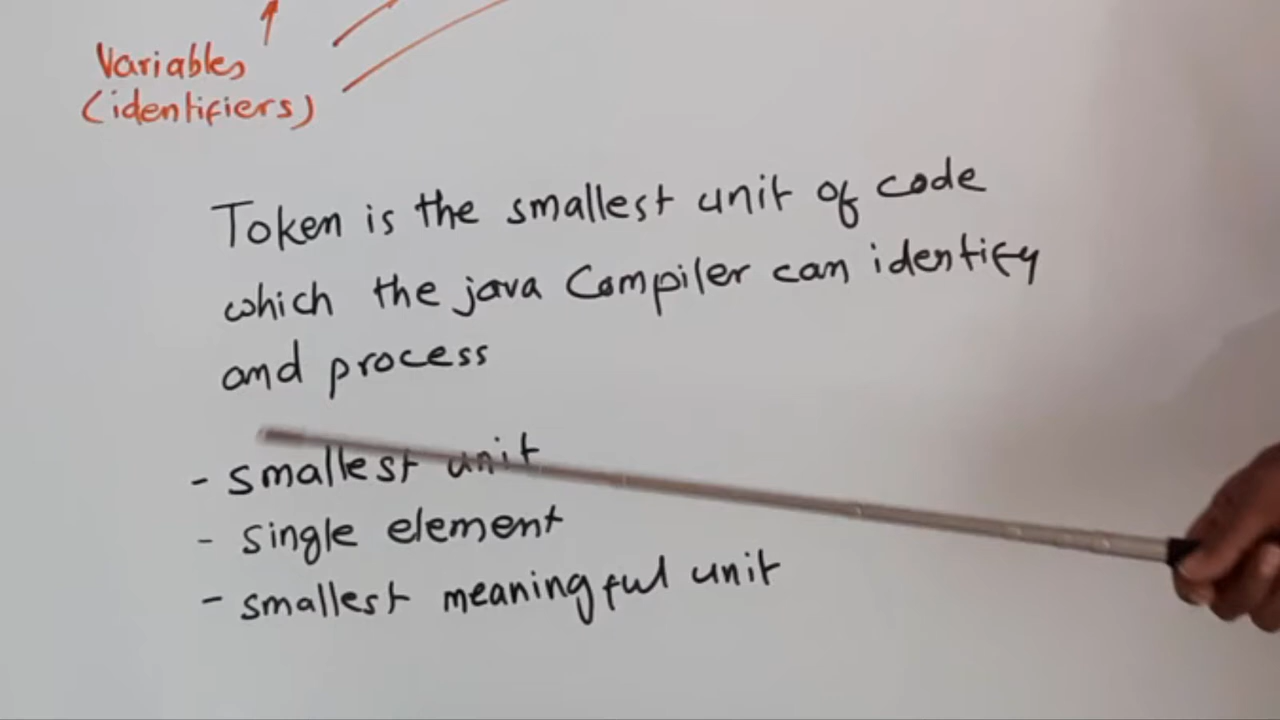 Variables
(identifiers)
Token is the smallest unit of code
which the java Compiler can identify
and process
- smallest unit
- single element
- smallest meaningful unit